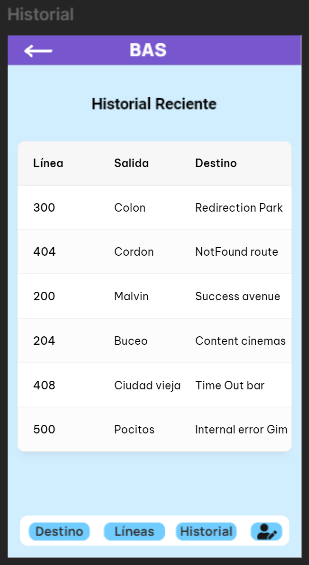 Historial
BAS
Historial Reciente
Línea Salida Destino
300 Colon Redirection Park
404 Cordon NotFound route
200 Malvin Success avenue
204 Buceo Content cinemas
408 Ciudad vieja Time Out bar
500 Pocitos Internal error Gim
Destino Líneas Historial